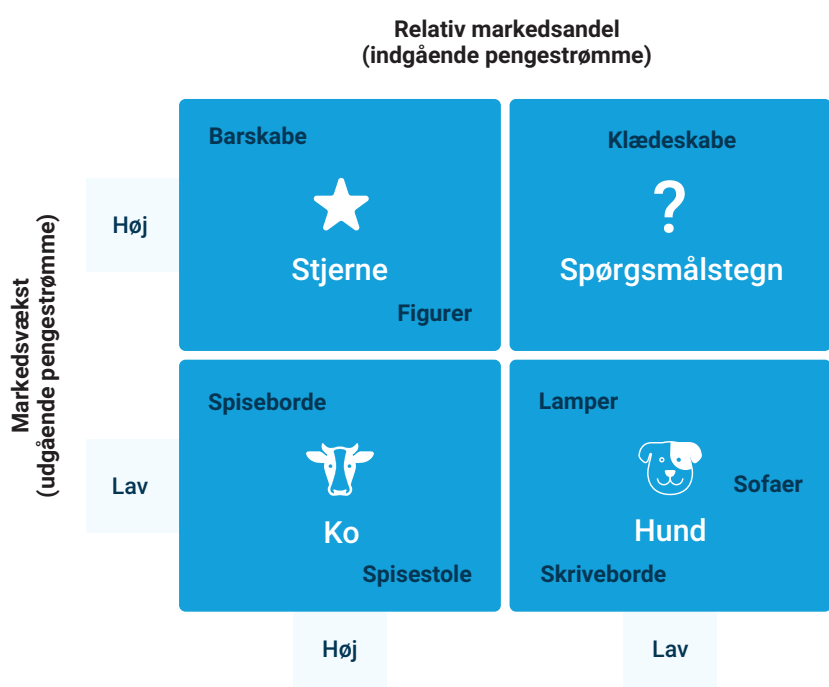 Relativ markedsandel
(indgående pengestrømme)
Markedsvækst
(udgående pengestrømme)
Høj
Barskabe
Stjerne
Figurer
Klædeskabe
?
Spørgsmålstegn
Lav
Spiseborde
Ko
Spisestole
Lamper
Sofaer
Hund
Skriveborde
Høj
Lav